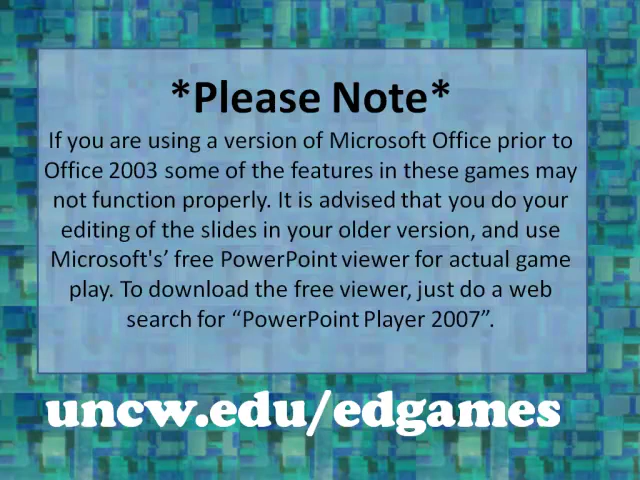 *Please Note*
If you are using a version of Microsoft Office prior to
Office 2003 some of the features in these games may
not function properly. It is advised that you do your
editing of the slides in your older version, and use
Microsoft's’ free PowerPoint viewer for actual game
play. To download the free viewer, just do a web
search for “PowerPoint Player 2007”.
uncw.edu/edgames